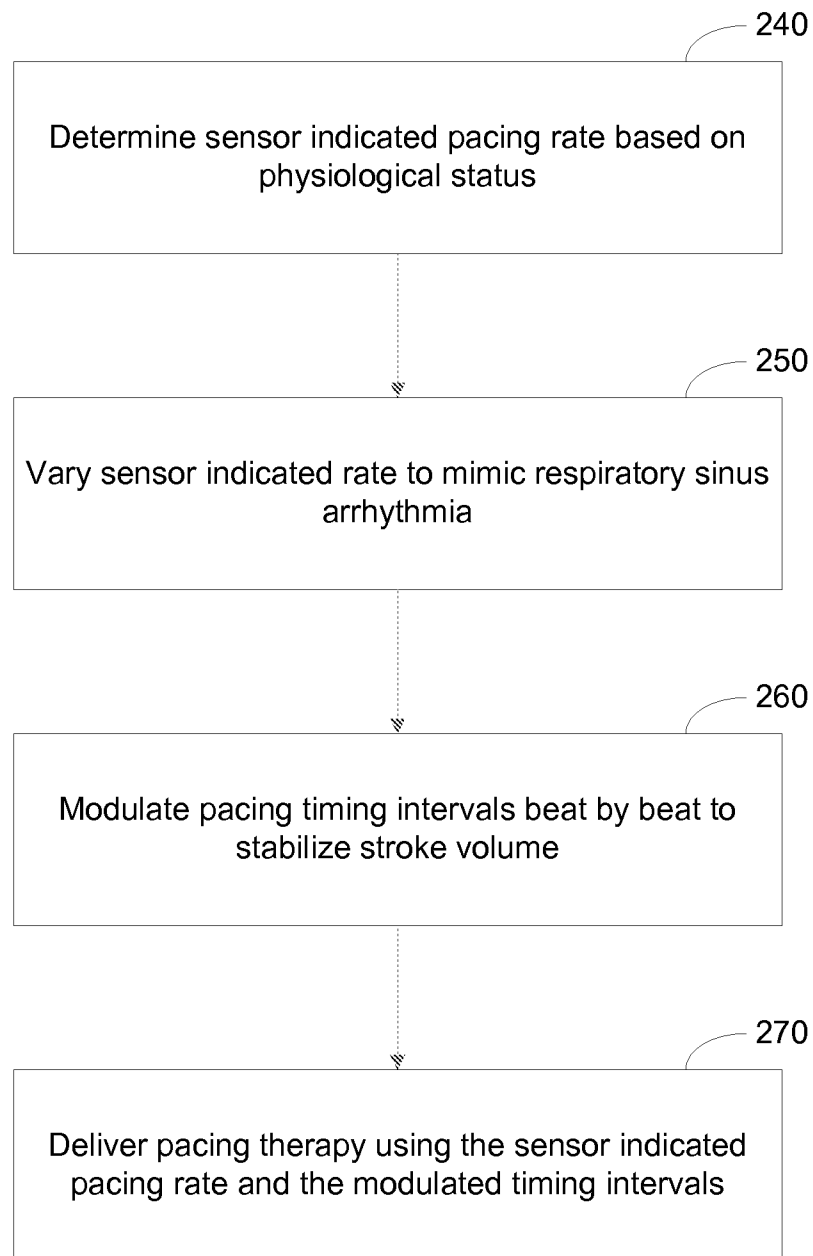 240
Determine sensor indicated pacing rate based on
physiological status
250
Vary sensor indicated rate to mimic respiratory sinus
arrhythmia
260
Modulate pacing timing intervals beat by beat to
stabilize stroke volume
270
Deliver pacing therapy using the sensor indicated
pacing rate and the modulated timing intervals